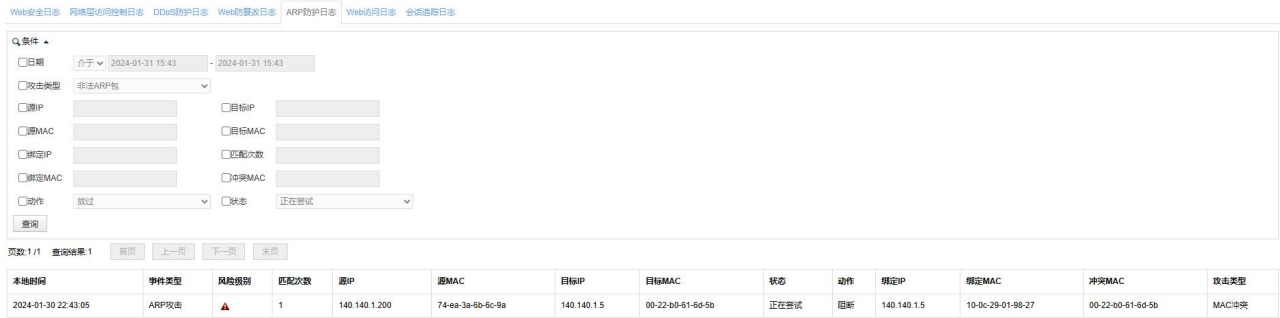 Web安全日志 网络层访问控制日志 DDoS防护日志 Web防篡改日志 ARP防护日志 Web访问日志 会话追踪日志
条件
日期 介于 2024-01-31 15:43 - 2024-01-31 15:43
攻击类型 非法ARP包
源IP 目标IP
源MAC 目标MAC
绑定IP 匹配次数
绑定MAC 冲突MAC
动作 放过 状态 正在尝试
查询
页数:1 /1 查询结果:1 首页 上一页 下一页 末页
本地时间 事件类型 风险级别 匹配次数 源IP 源MAC 目标IP 目标MAC 状态 动作 绑定IP 绑定MAC 冲突MAC 攻击类型
2024-01-30 22:43:05 ARP攻击 1 140.140.1.200 74-ea-3a-6b-6c-9a 140.140.1.5 00-22-b0-61-6d-5b 正在尝试 阻断 140.140.1.5 10-0c-29-01-98-27 00-22-b0-61-6d-5b MAC冲突